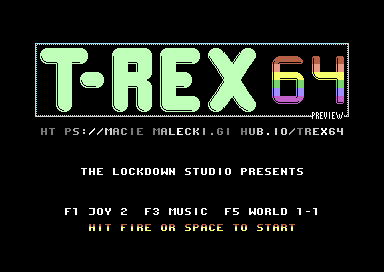 T-REX 64
PREVIEW
HT PS://MACIE MALECKI.GI HUB.IO/TREX64
THE LOCKDOWN STUDIO PRESENTS
F1 JOY 2 F3 MUSIC F5 WORLD 1-1
HIT FIRE OR SPACE TO START